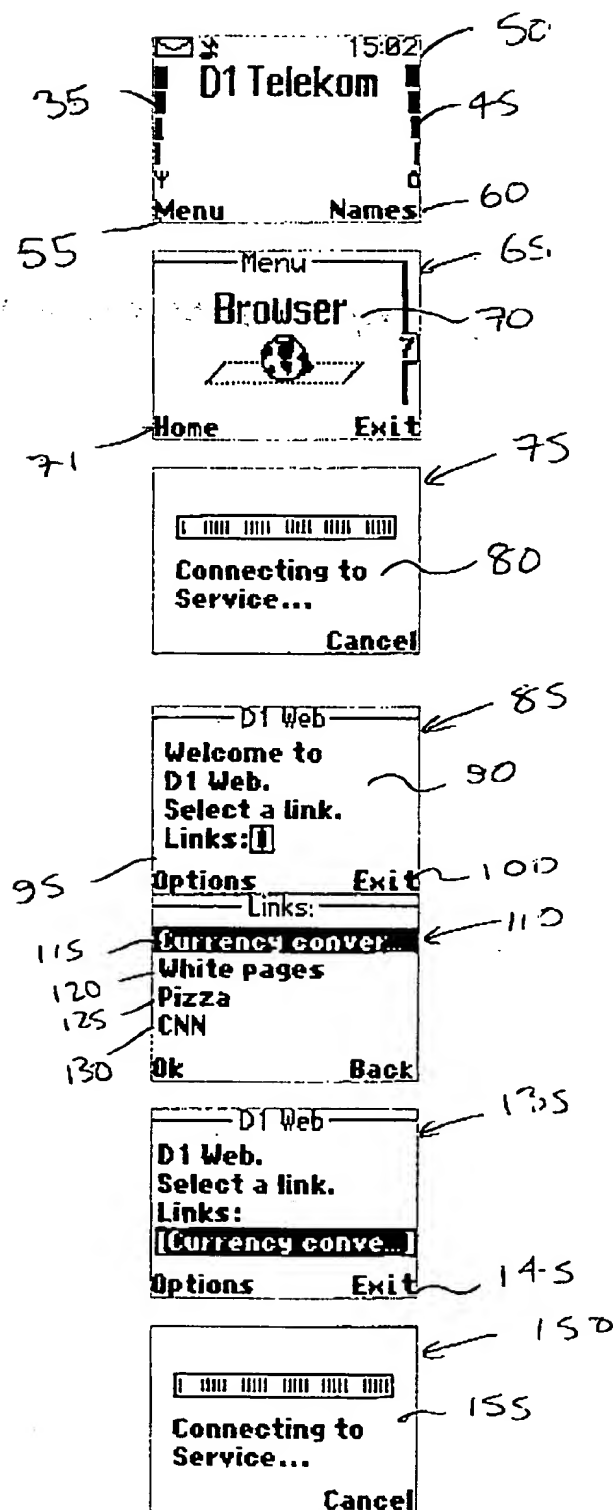 50
15:02
D1 Telekom
35
45
Menu Names
60
55
Menu
65
Browser
70
7
Home Exit
71
75
Connecting to
80
Service...
Cancel
D1 Web
85
Welcome to
D1 Web.
90
Select a link.
Links:
Options Exit
100
95
Links:
Currency conver...
110
115
White pages
120
Pizza
125
CNN
130
Ok Back
D1 Web
135
D1 Web.
Select a link.
Links:
[Currency conve...]
Options Exit
145
150
Connecting to
155
Service...
Cancel